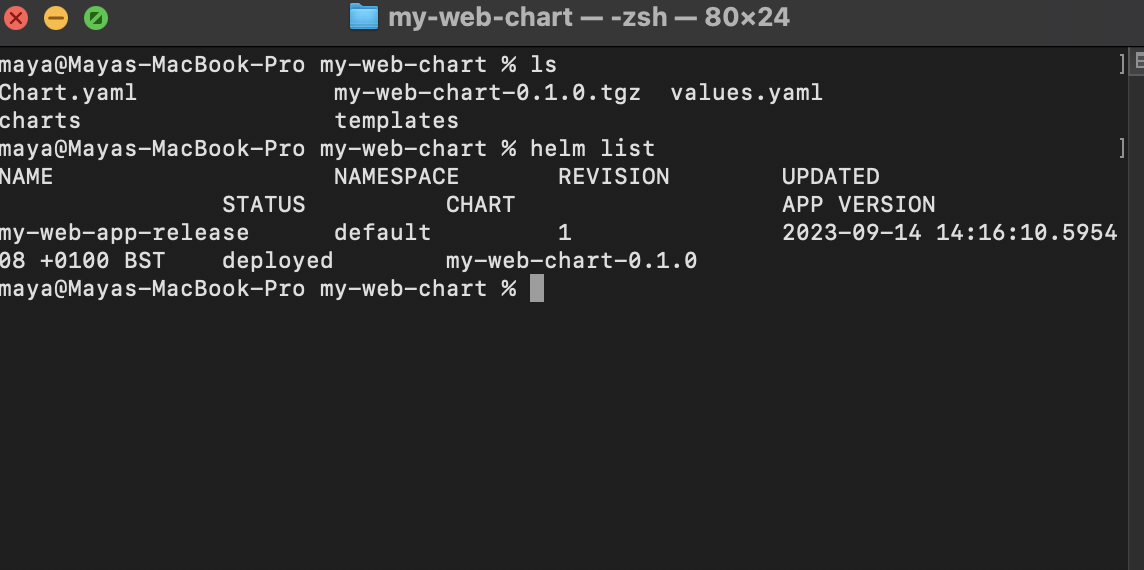 my-web-chart — -zsh — 80×24
maya@Mayas-MacBook-Pro my-web-chart % ls
Chart.yaml my-web-chart-0.1.0.tgz values.yaml
charts templates
maya@Mayas-MacBook-Pro my-web-chart % helm list
NAME NAMESPACE REVISION UPDATED
STATUS CHART APP VERSION
my-web-app-release default 1 2023-09-14 14:16:10.5954
08 +0100 BST deployed my-web-chart-0.1.0
maya@Mayas-MacBook-Pro my-web-chart %